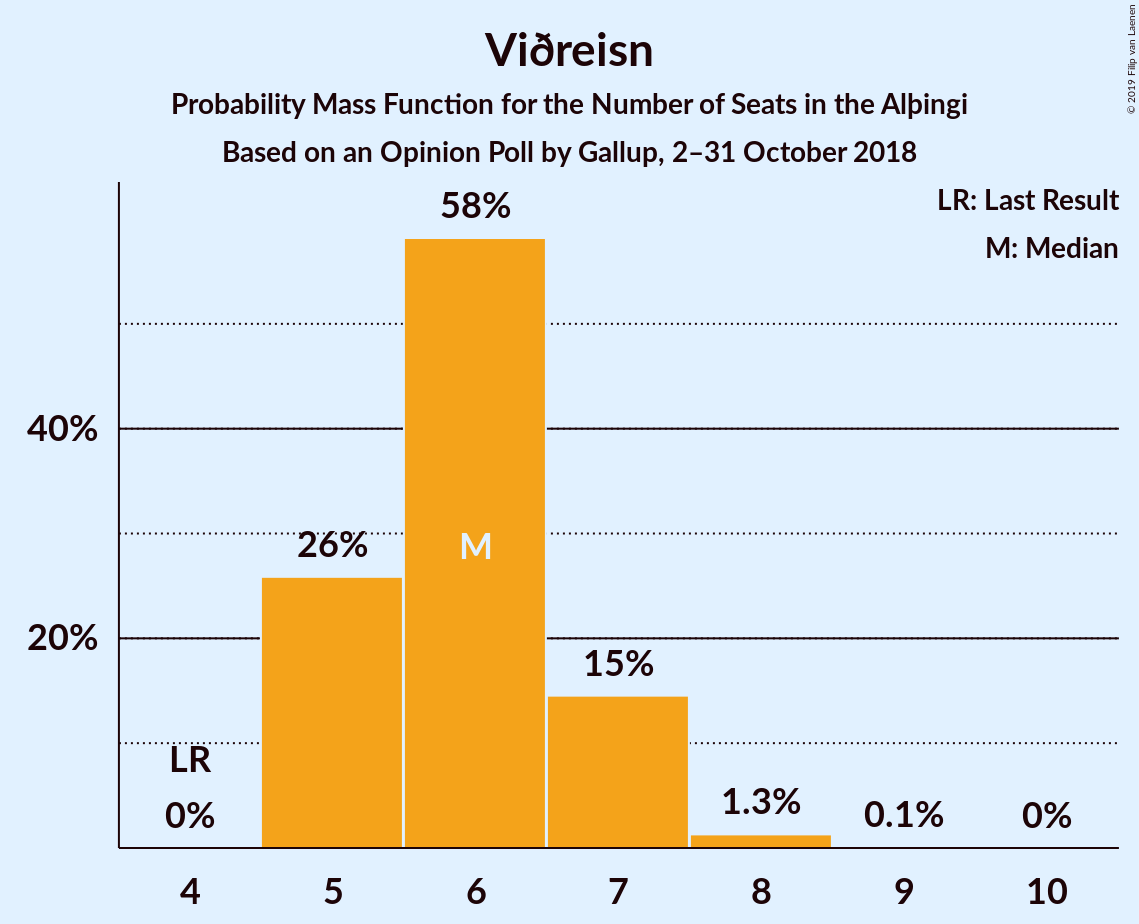 Viðreisn
Probability Mass Function for the Number of Seats in the Alþingi
Based on an Opinion Poll by Gallup, 2–31 October 2018
© 2019 Filip van Laenen
LR: Last Result
M: Median
58%
40%
26%
M
20%
15%
LR
0%
1.3%
0.1%
0%
4 5 6 7 8 9 10